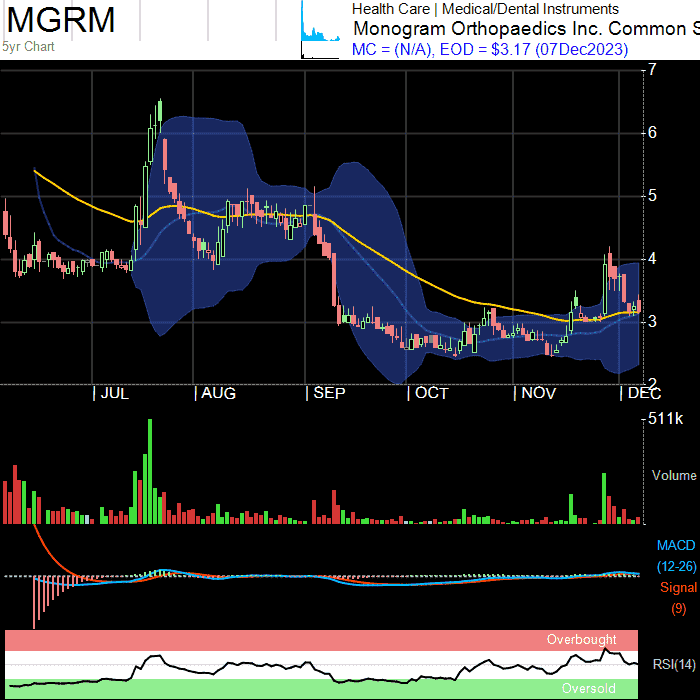 MGRM
5yr Chart
Health Care | Medical/Dental Instruments
Monogram Orthopaedics Inc. Common S
MC = (N/A), EOD = $3.17 (07Dec2023)
7
6
5
4
3
2
JUL AUG SEP OCT NOV DEC
511k
Volume
MACD
(12-26)
Signal
(9)
Overbought
RSI(14)
Oversold